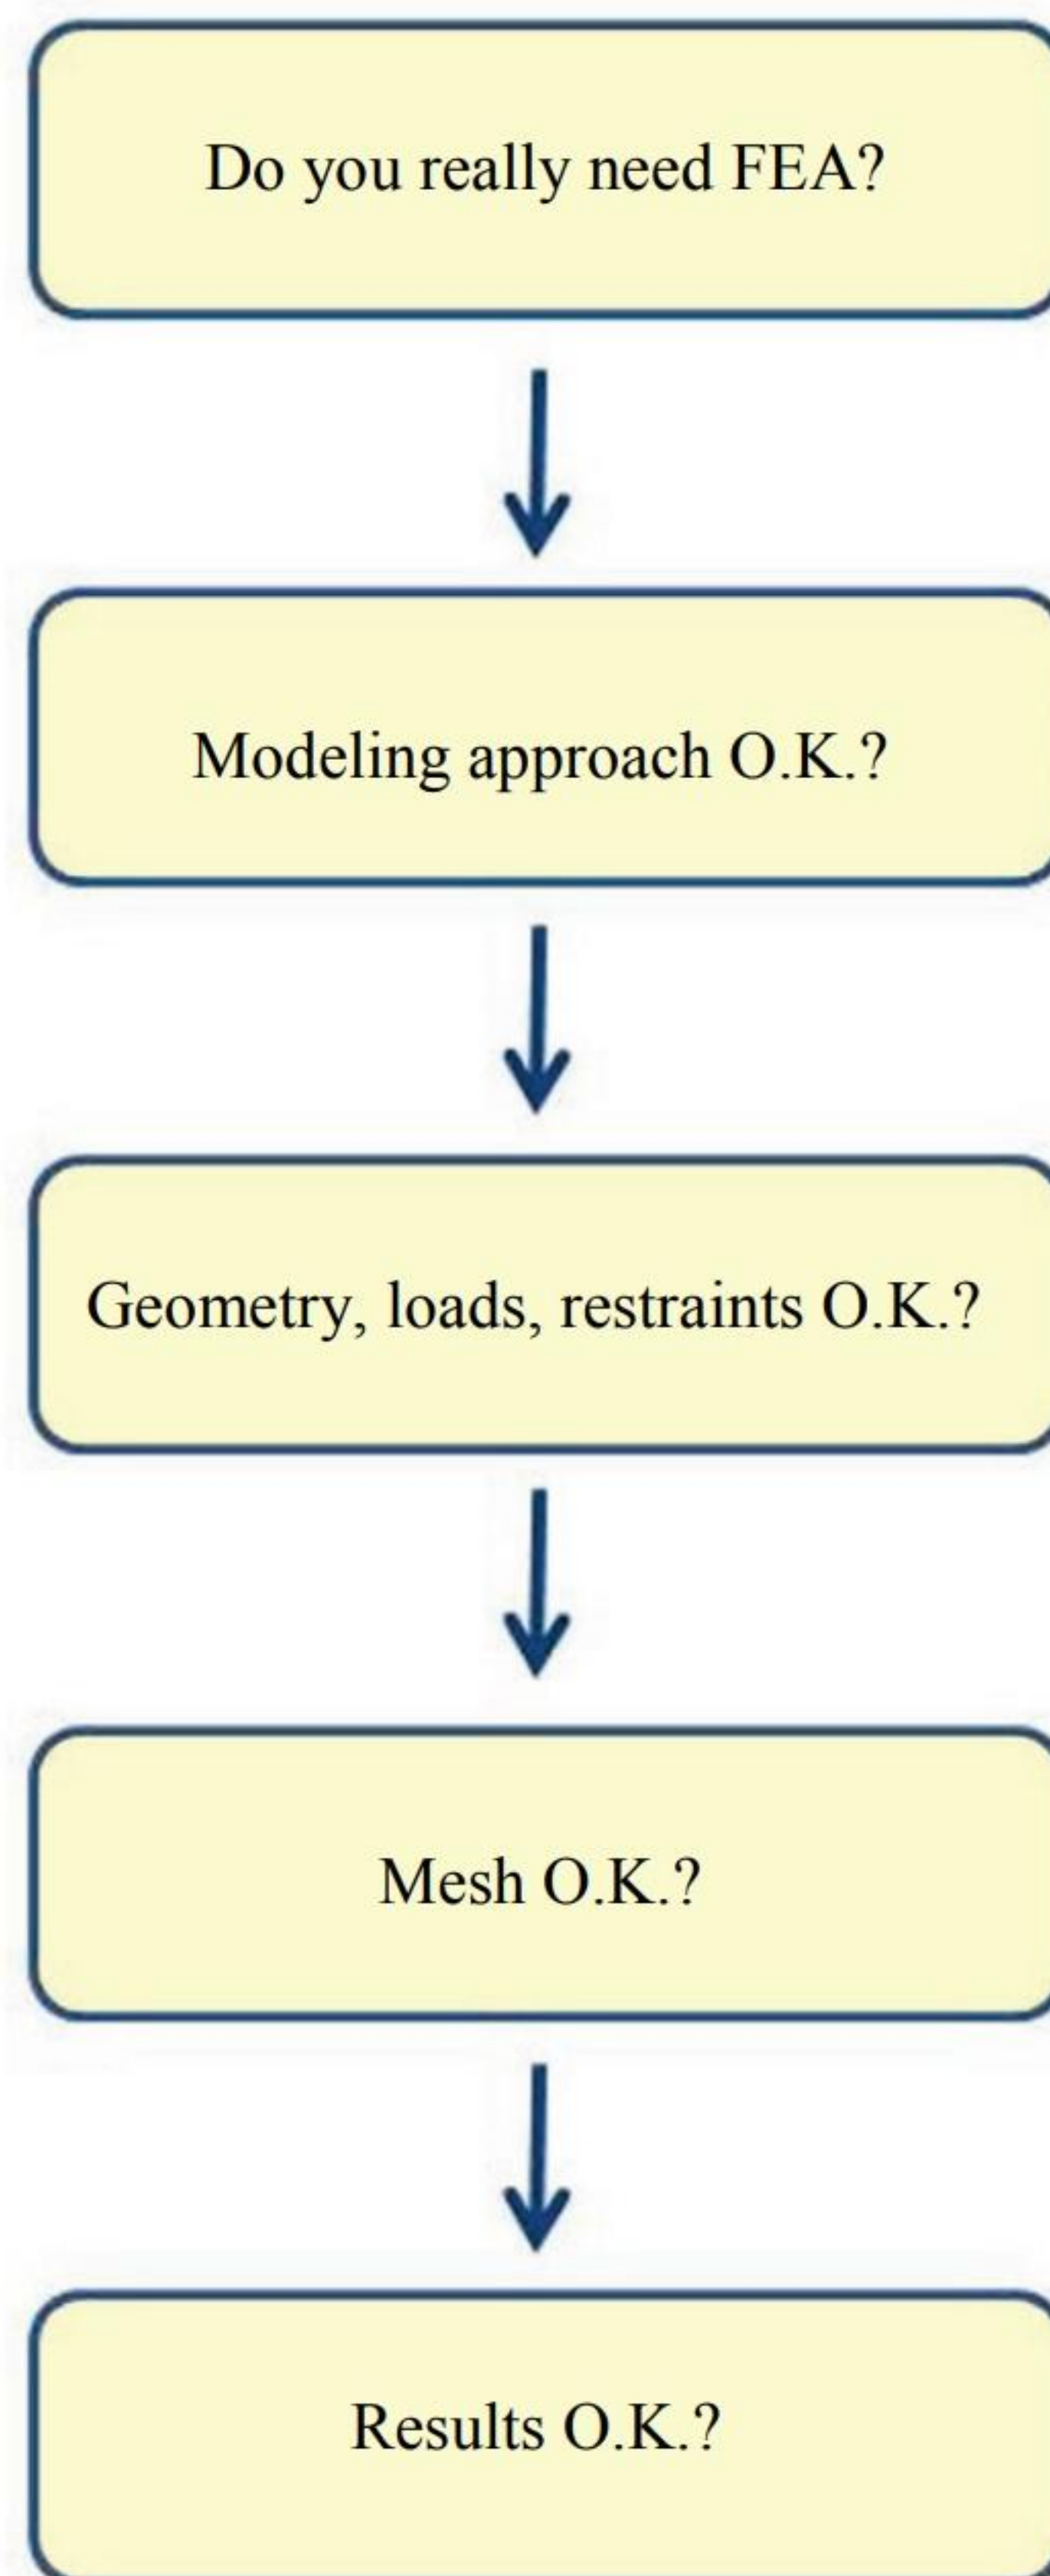 Do you really need FEA?
Modeling approach O.K.?
Geometry, loads, restraints O.K.?
Mesh O.K.?
Results O.K.?